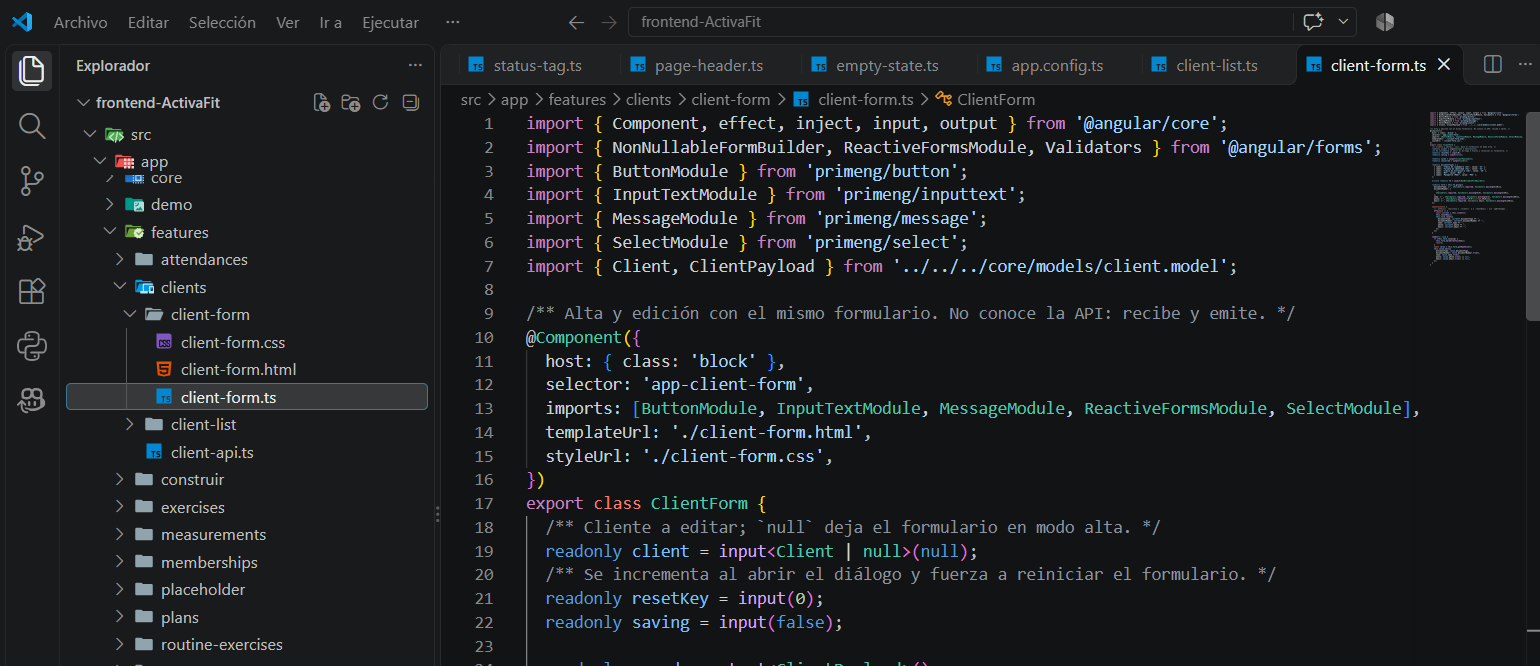 Archivo Editar Selección Ver Ir a Ejecutar ··· frontend-ActivaFit
Explorador ···
frontend-ActivaFit
src
app
core
demo
features
attendances
clients
client-form
client-form.css
client-form.html
client-form.ts
client-list
client-api.ts
construir
exercises
measurements
memberships
placeholder
plans
routine-exercises
status-tag.ts page-header.ts empty-state.ts app.config.ts client-list.ts client-form.ts
src > app > features > clients > client-form > client-form.ts > ClientForm
1 import { Component, effect, inject, input, output } from '@angular/core';
2 import { NonNullableFormBuilder, ReactiveFormsModule, Validators } from '@angular/forms';
3 import { ButtonModule } from 'primeng/button';
4 import { InputTextModule } from 'primeng/inputtext';
5 import { MessageModule } from 'primeng/message';
6 import { SelectModule } from 'primeng/select';
7 import { Client, ClientPayload } from '../../../core/models/client.model';
8
9 /** Alta y edición con el mismo formulario. No conoce la API: recibe y emite. */
10 @Component({
11 host: { class: 'block' },
12 selector: 'app-client-form',
13 imports: [ButtonModule, InputTextModule, MessageModule, ReactiveFormsModule, SelectModule],
14 templateUrl: './client-form.html',
15 styleUrl: './client-form.css',
16 })
17 export class ClientForm {
18 /** Cliente a editar; `null` deja el formulario en modo alta. */
19 readonly client = input<Client | null>(null);
20 /** Se incrementa al abrir el diálogo y fuerza a reiniciar el formulario. */
21 readonly resetKey = input(0);
22 readonly saving = input(false);
23